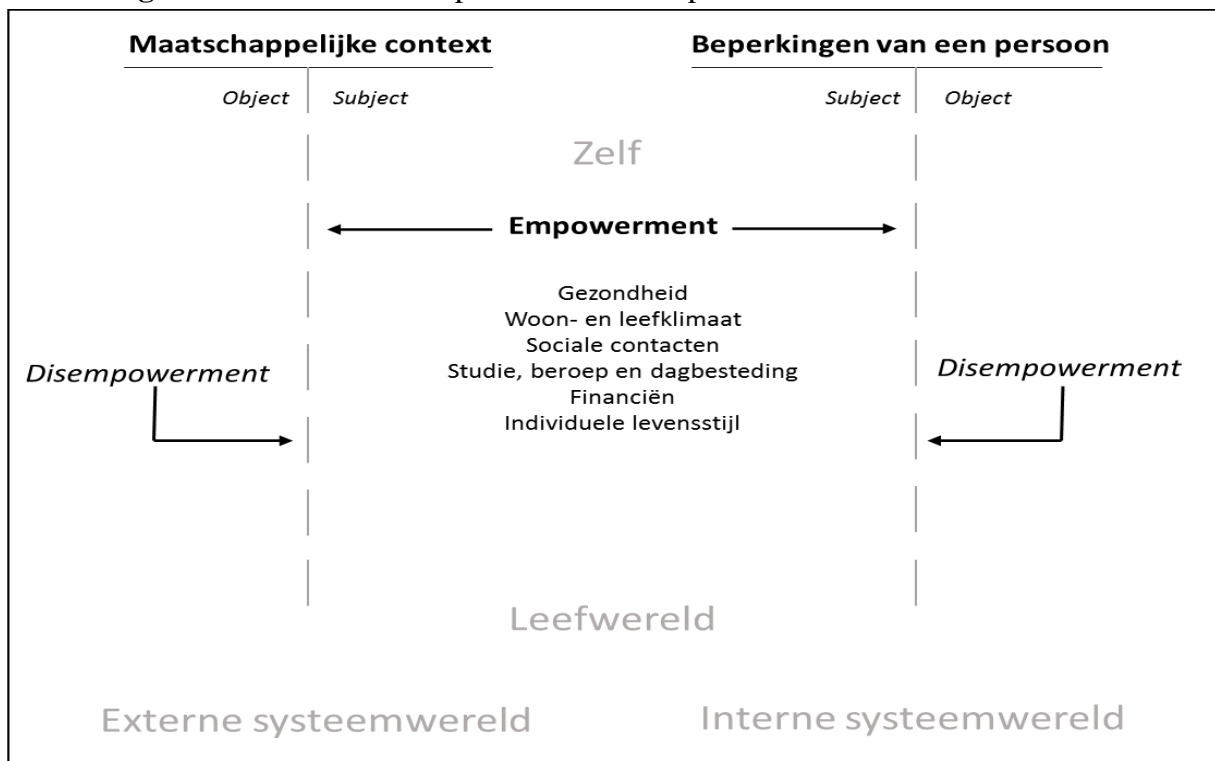 Maatschappelijke context
Beperkingen van een persoon
Object
Subject
Subject
Object
Zelf
Empowerment
Gezondheid
Woon- en leefklimaat
Sociale contacten
Studie, beroep en dagbesteding
Financiën
Individuele levensstijl
Disempowerment
Disempowerment
Leefwereld
Externe systeemwereld
Interne systeemwereld